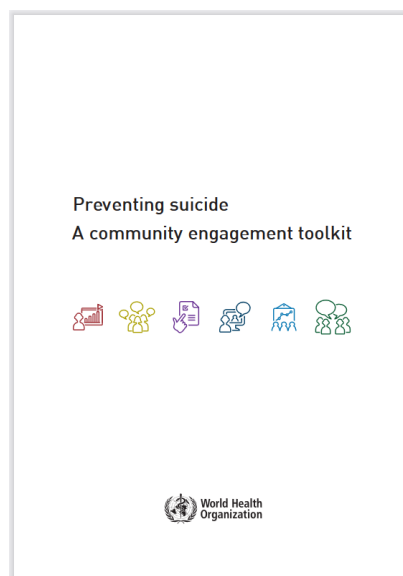 Preventing suicide
A community engagement toolkit
World Health
Organization